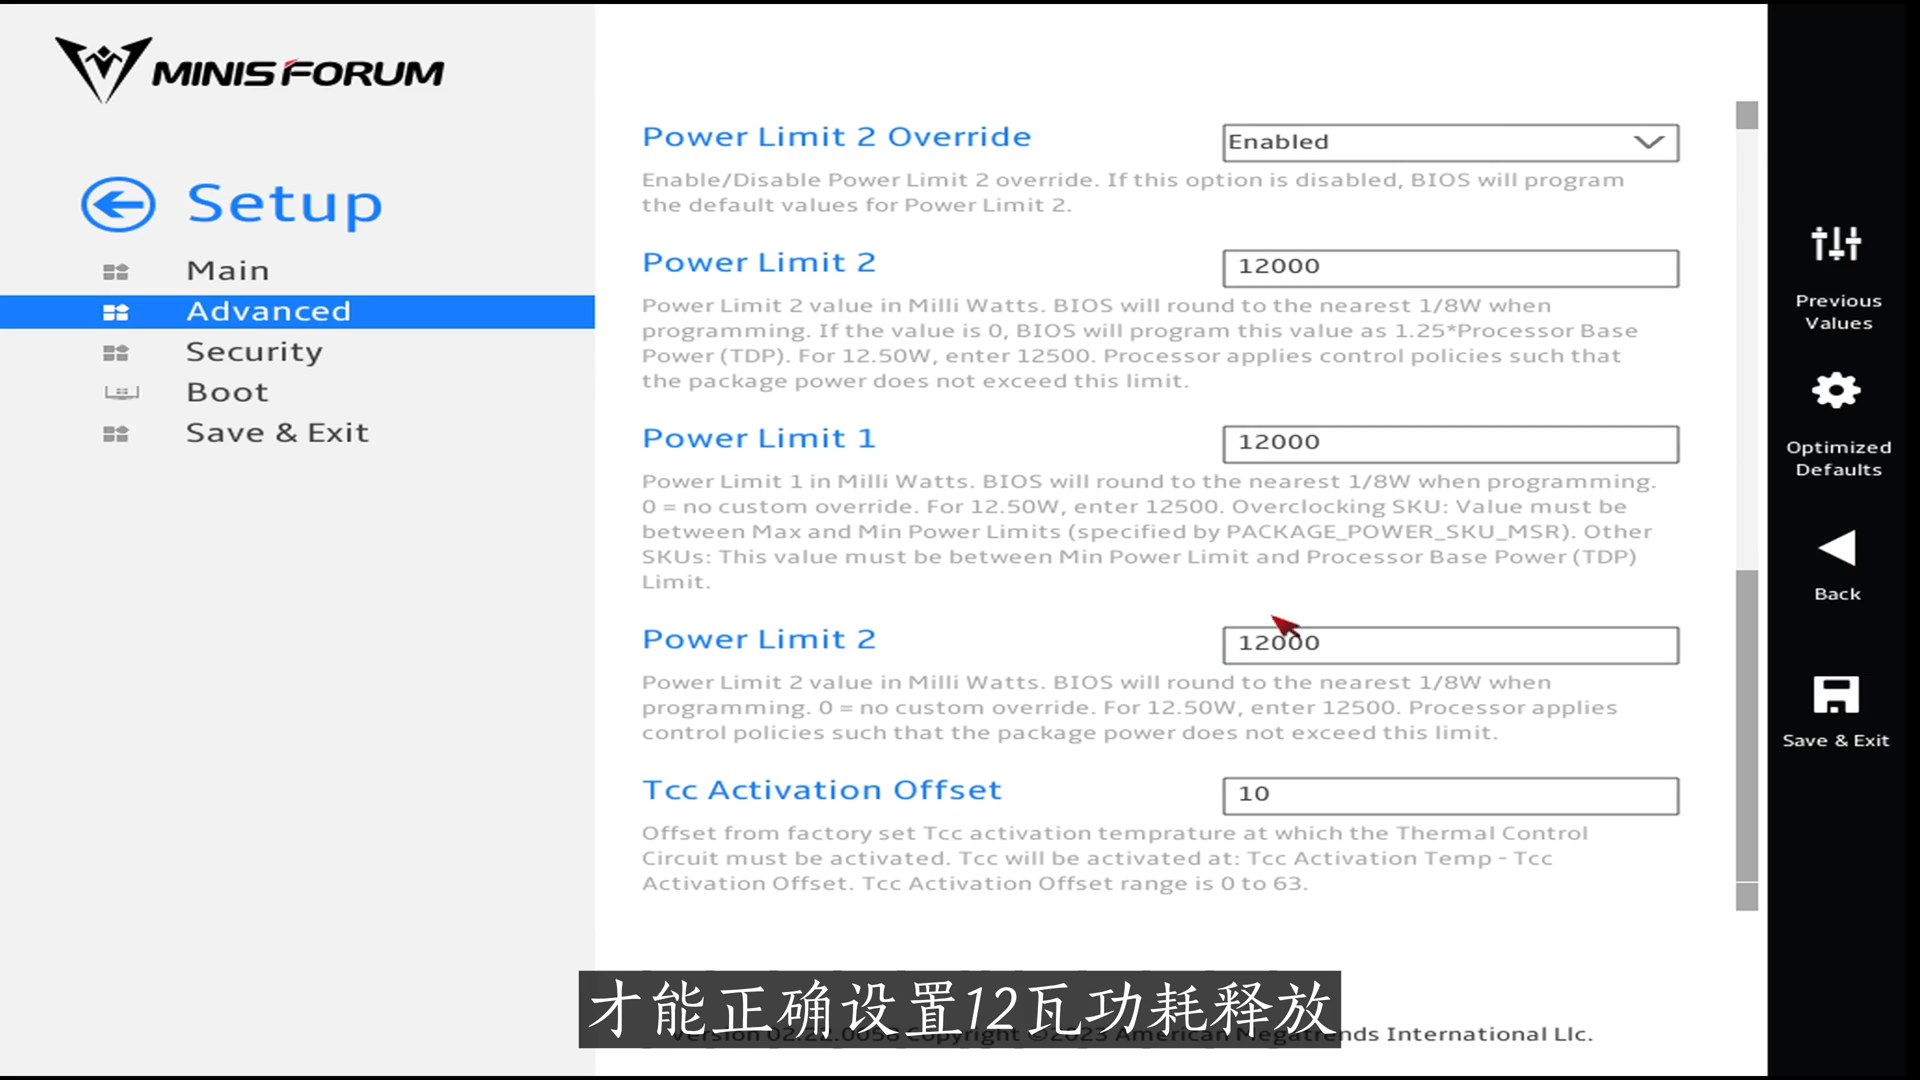 MINISFORUM
Setup
Main
Advanced
Security
Boot
Save & Exit
Power Limit 2 Override
Enabled
Enable/Disable Power Limit 2 override. If this option is disabled, BIOS will program
the default values for Power Limit 2.
Power Limit 2
12000
Power Limit 2 value in Milli Watts. BIOS will round to the nearest 1/8W when
programming. If the value is 0, BIOS will program this value as 1.25*Processor Base
Power (TDP). For 12.50W, enter 12500. Processor applies control policies such that
the package power does not exceed this limit.
Power Limit 1
12000
Power Limit 1 in Milli Watts. BIOS will round to the nearest 1/8W when programming.
0 = no custom override. For 12.50W, enter 12500. Overclocking SKU: Value must be
between Max and Min Power Limits (specified by PACKAGE_POWER_SKU_MSR). Other
SKUs: This value must be between Min Power Limit and Processor Base Power (TDP)
Limit.
Power Limit 2
12000
Power Limit 2 value in Milli Watts. BIOS will round to the nearest 1/8W when
programming. 0 = no custom override. For 12.50W, enter 12500. Processor applies
control policies such that the package power does not exceed this limit.
Tcc Activation Offset
10
Offset from factory set Tcc activation temprature at which the Thermal Control
Circuit must be activated. Tcc will be activated at: Tcc Activation Temp - Tcc
Activation Offset. Tcc Activation Offset range is 0 to 63.
Previous
Values
Optimized
Defaults
Back
Save & Exit
才能正确设置12瓦功耗释放
Copyright ©2023 American International Llc.